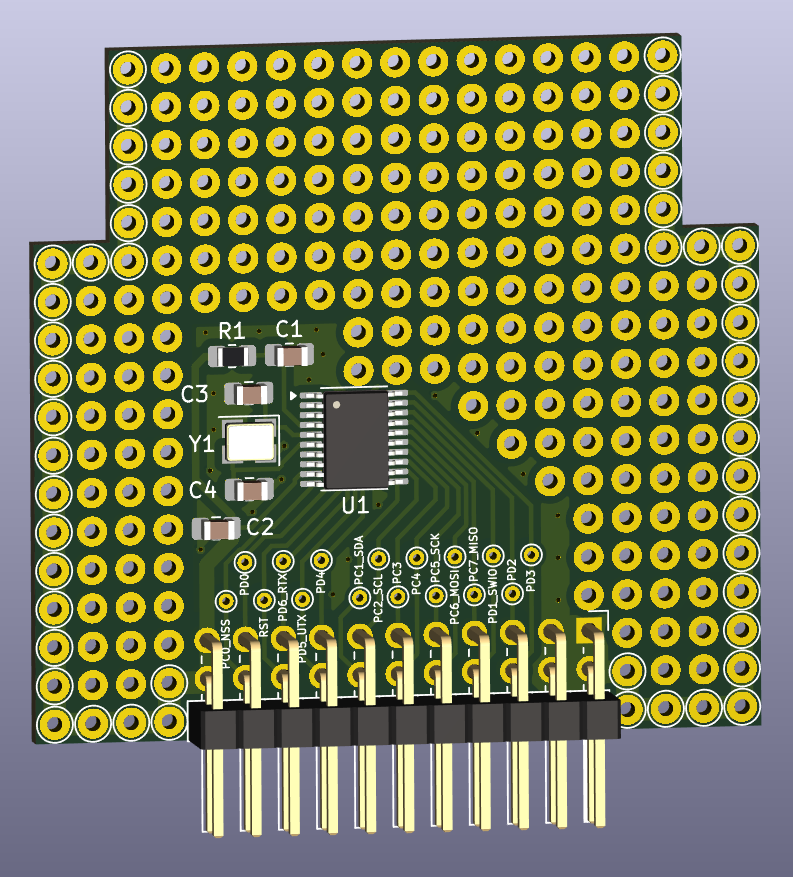 R1
C1
C3
Y1
C4
U1
C2
PD0
PD6_RTX
PD4
PC1_SDA
PC2_SCL
PC3
PC4
PC5_SCK
PC6_MOSI
PC7_MISO
PD1_SWIO
PD2
PD3
PC0_NSS
RST
PD5_UTX